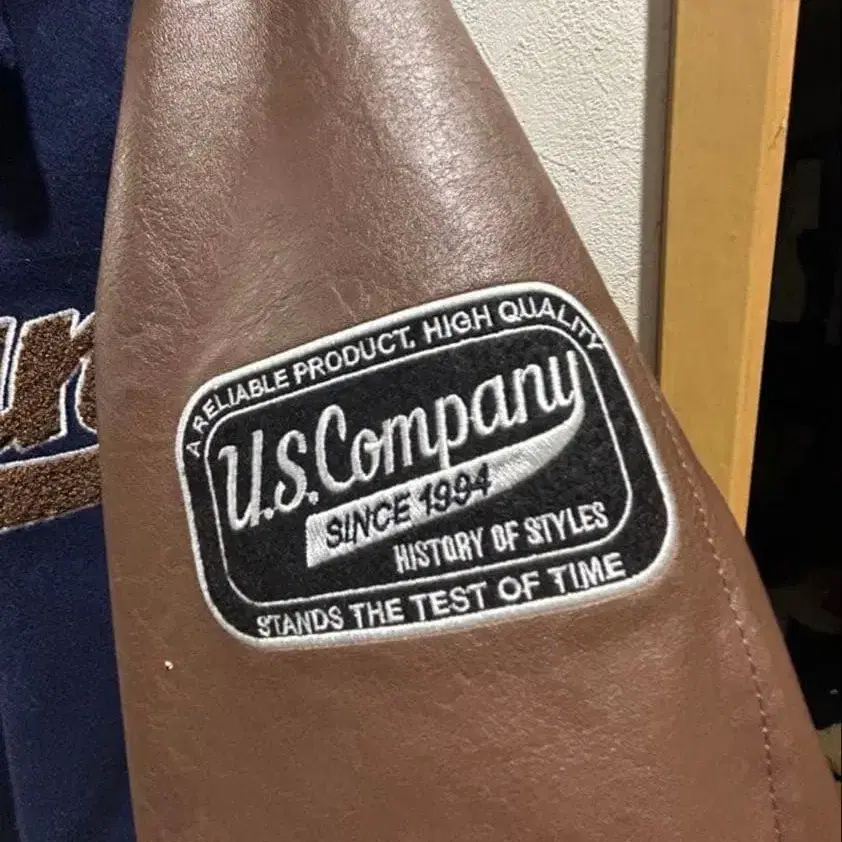 A RELIABLE PRODUCT. HIGH QUALITY
U.S. Company
SINCE 1994
HISTORY OF STYLES
STANDS THE TEST OF TIME